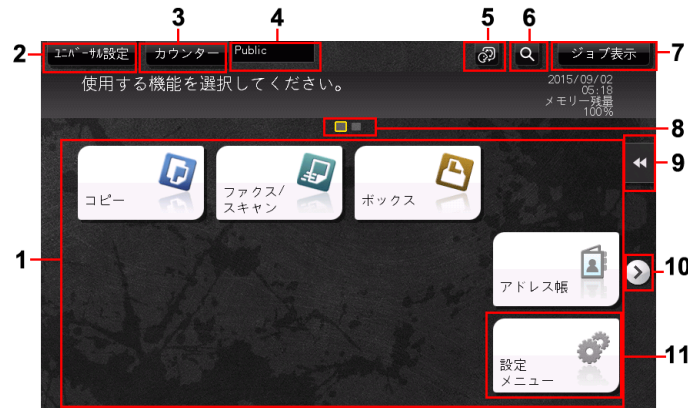 3
4
5
6
2
ﾕﾆﾊﾞｰｻﾙ設定
カウンター
Public
ジョブ表示
7
使用する機能を選択してください。
2015/09/02
05:18
メモリー残量
100%
8
コピー
ファクス/
スキャン
ボックス
9
1
アドレス帳
10
設定
メニュー
11